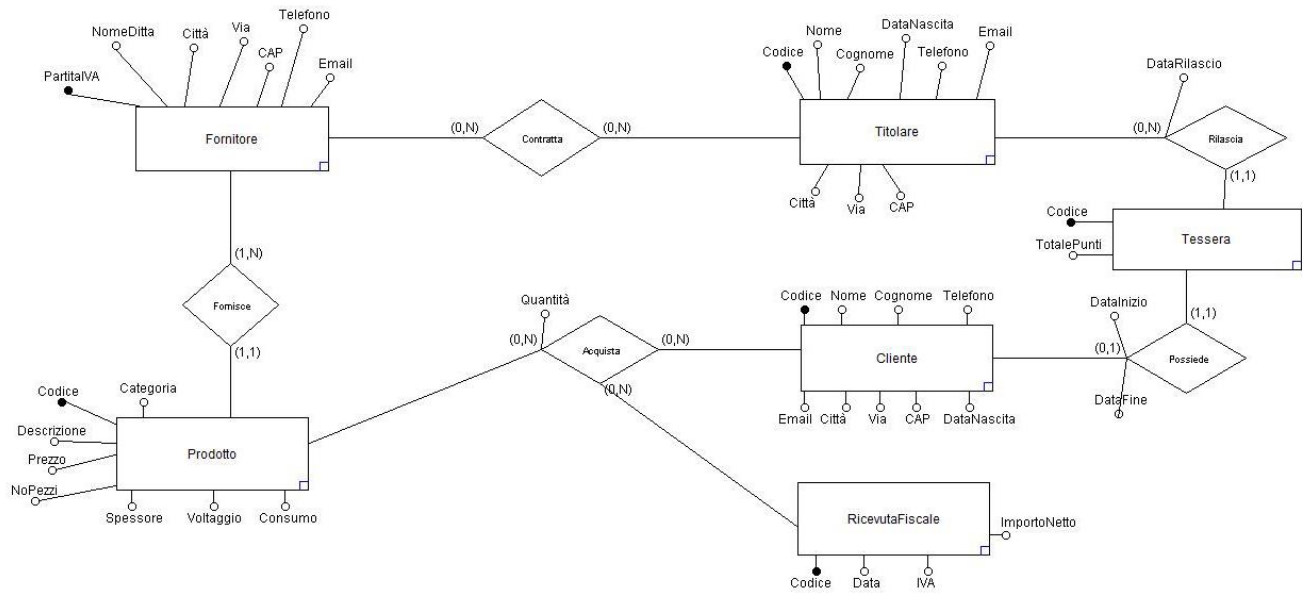 Telefono
NomeDitta
Città
Via
CAP
Email
PartitaIVA
Fornitore
(0,N)
Contratta
(0,N)
Codice
Nome
Cognome
DataNascita
Telefono
Email
Titolare
Città
Via
CAP
DataRilascio
(0,N)
Rilascia
(1,1)
Codice
TotalePunti
Tessera
(1,1)
DataInizio
(0,1)
Possiede
DataFine
(1,N)
Fornisce
(1,1)
Quantità
(0,N)
Acquista
(0,N)
(0,N)
Codice
Nome
Cognome
Telefono
Cliente
Email
Città
Via
CAP
DataNascita
Codice
Categoria
Descrizione
Prezzo
NoPezzi
Prodotto
Spessore
Voltaggio
Consumo
RicevutaFiscale
ImportoNetto
Codice
Data
IVA